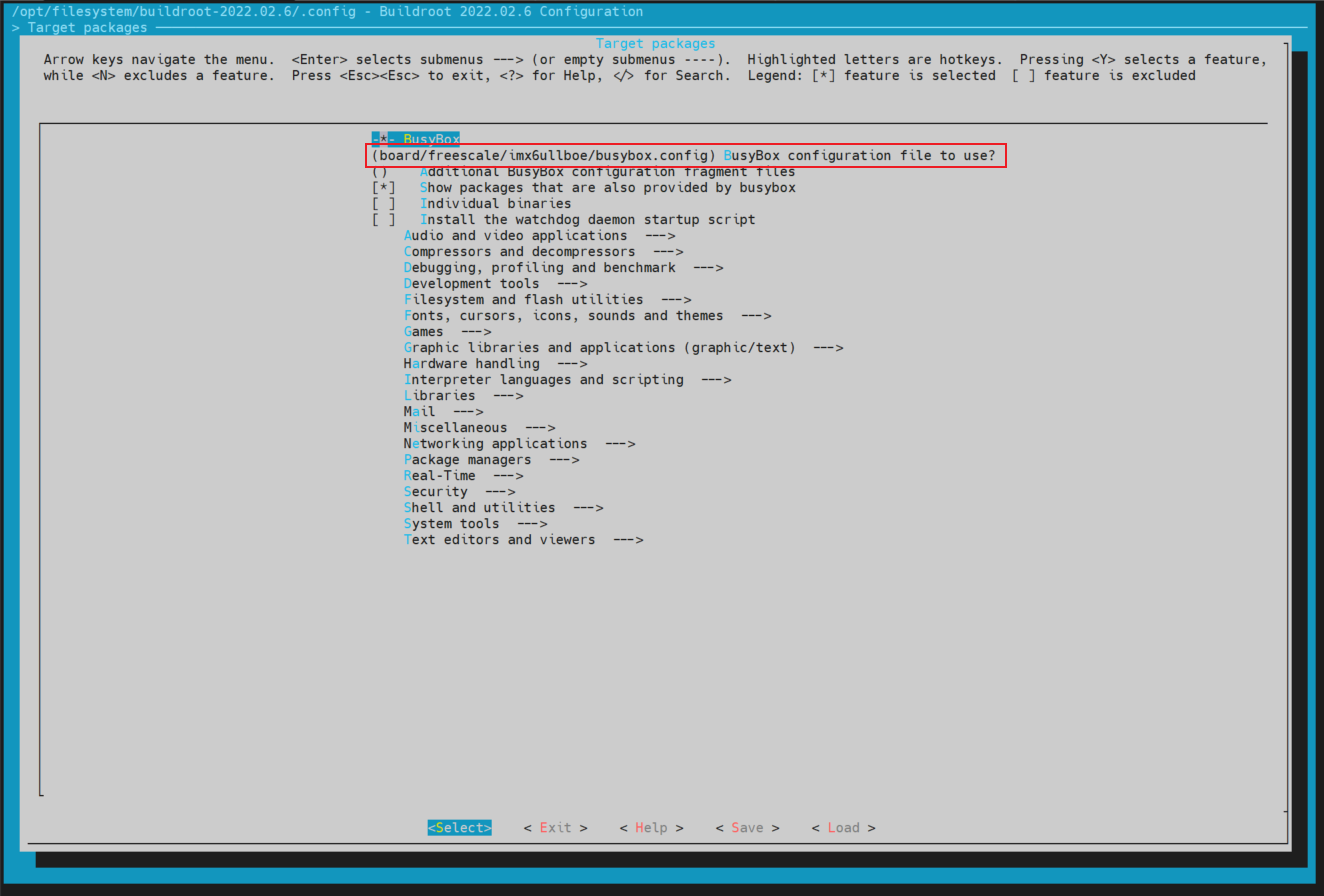 /opt/filesystem/buildroot-2022.02.6/.config - Buildroot 2022.02.6 Configuration
> Target packages
Target packages
Arrow keys navigate the menu. <Enter> selects submenus ---> (or empty submenus ----). Highlighted letters are hotkeys. Pressing <Y> selects a feature,
while <N> excludes a feature. Press <Esc><Esc> to exit, <?> for Help, </> for Search. Legend: [*] feature is selected [ ] feature is excluded
-*- BusyBox
(board/freescale/imx6ullboe/busybox.config) BusyBox configuration file to use?
() Additional BusyBox configuration fragment files
[*] Show packages that are also provided by busybox
[ ] Individual binaries
[ ] Install the watchdog daemon startup script
Audio and video applications --->
Compressors and decompressors --->
Debugging, profiling and benchmark --->
Development tools --->
Filesystem and flash utilities --->
Fonts, cursors, icons, sounds and themes --->
Games --->
Graphic libraries and applications (graphic/text) --->
Hardware handling --->
Interpreter languages and scripting --->
Libraries --->
Mail --->
Miscellaneous --->
Networking applications --->
Package managers --->
Real-Time --->
Security --->
Shell and utilities --->
System tools --->
Text editors and viewers --->
<Select> < Exit > < Help > < Save > < Load >